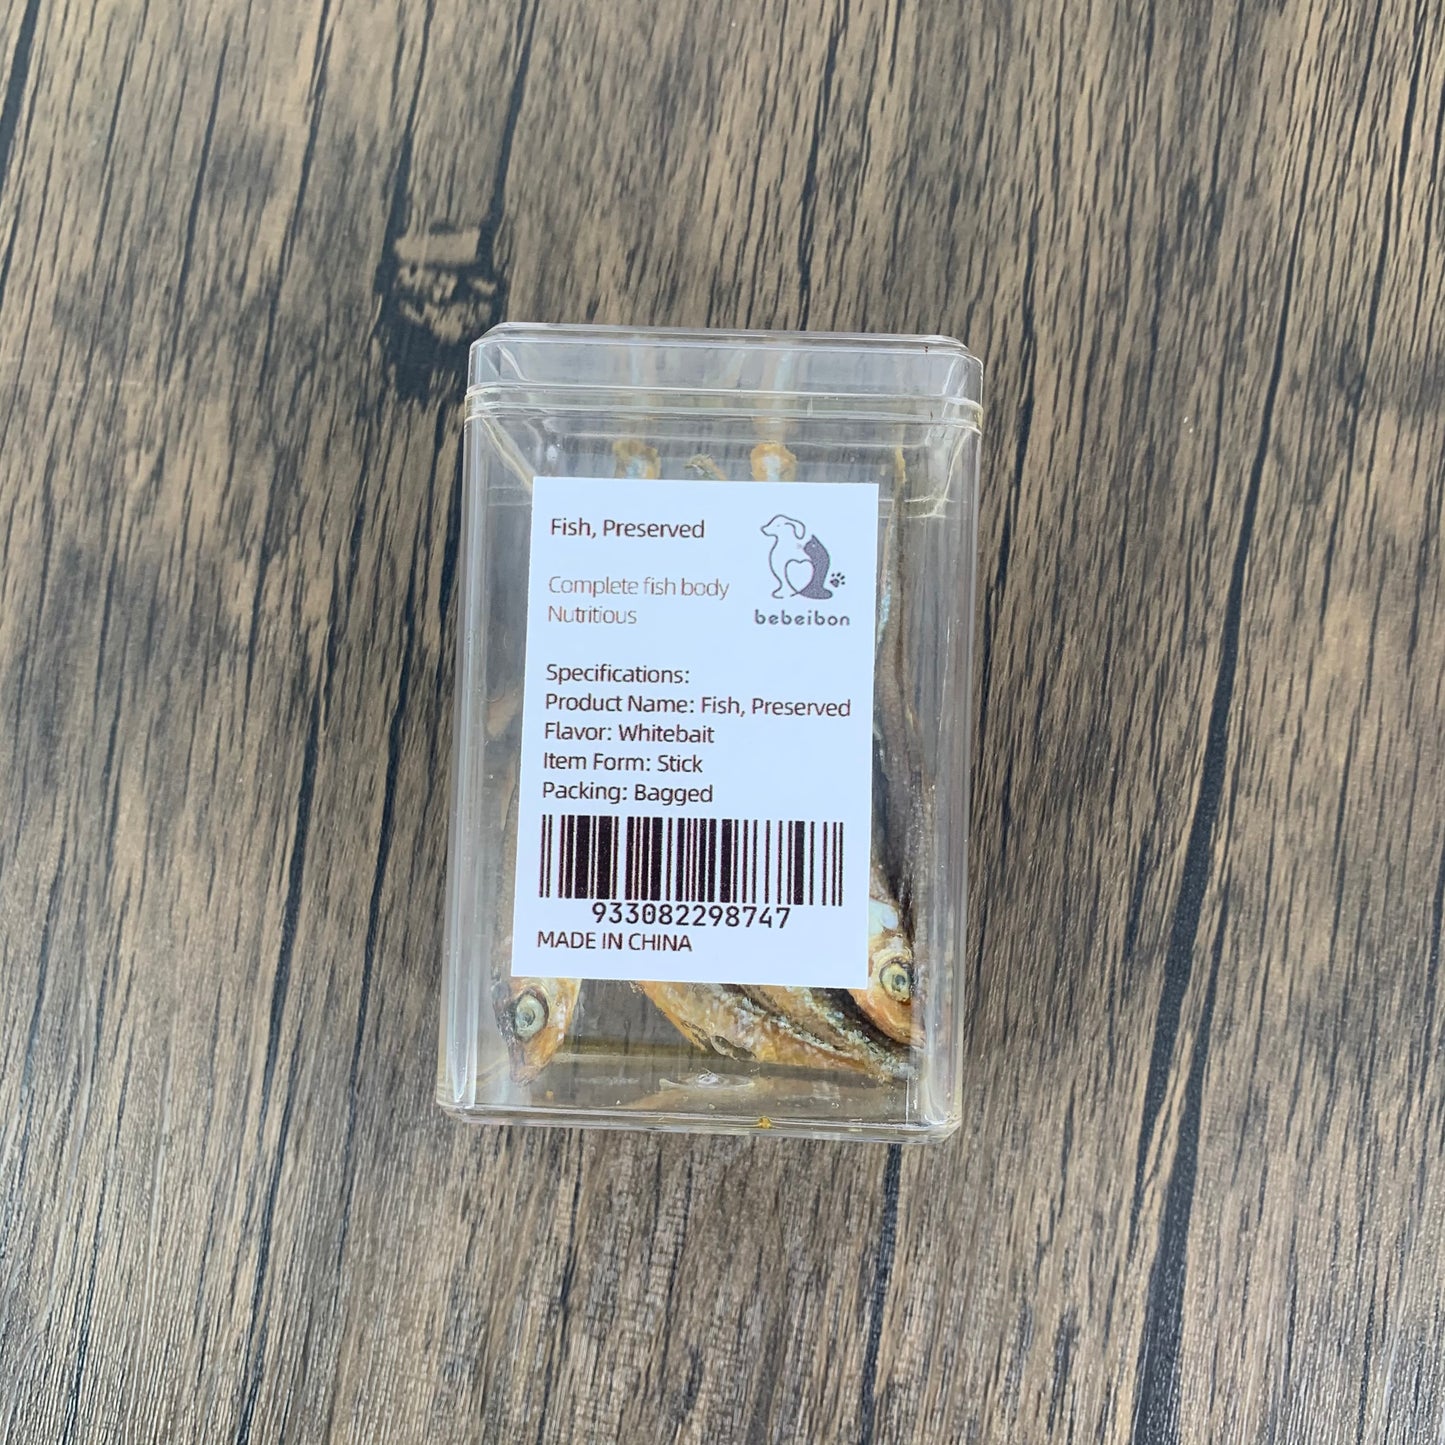 Fish, Preserved
bebeibon
Complete fish body
Nutritious
Specifications:
Product Name: Fish, Preserved
Flavor: Whitebait
Item Form: Stick
Packing: Bagged
933082298747
MADE IN CHINA